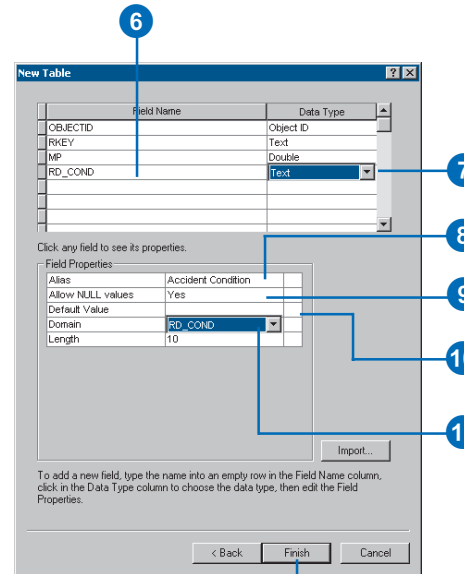 6
New Table
Field Name Data Type
OBJECTID Object ID
RKEY Text
MP Double
RD_COND Text
7
Click any field to see its properties.
8
Field Properties
Alias Accident Condition
Allow NULL values Yes
9
Default Value
Domain RD_COND
Length 10
Import...
To add a new field, type the name into an empty row in the Field Name column,
click in the Data Type column to choose the data type, then edit the Field
Properties.
< Back Finish Cancel